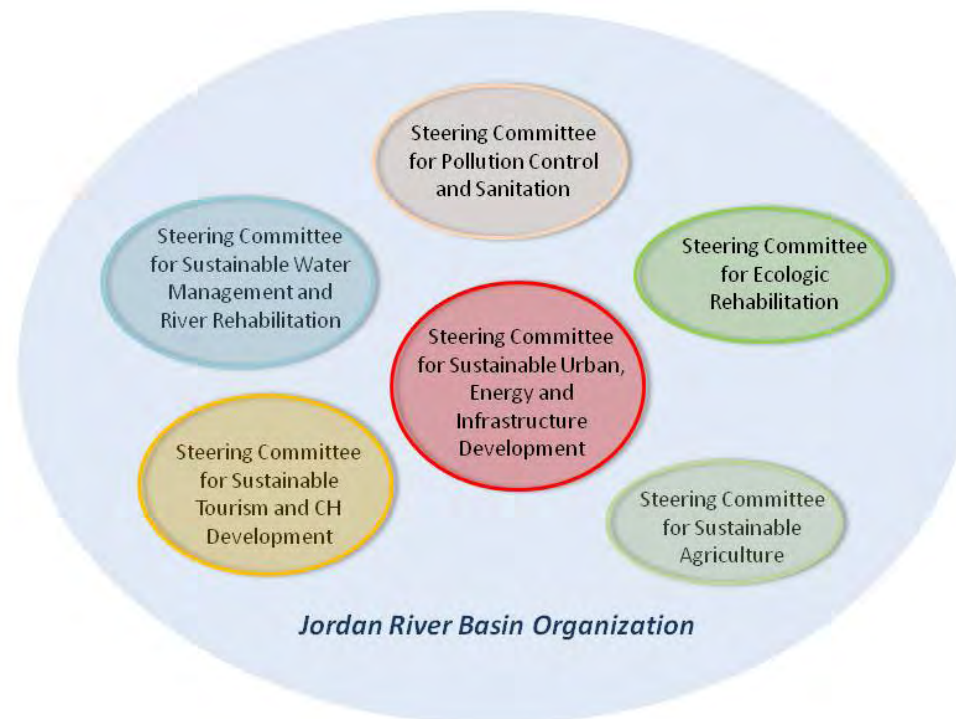 Steering Committee
for Pollution Control
and Sanitation
Steering Committee
for Sustainable Water
Management and
River Rehabilitation
Steering Committee
for Ecologic
Rehabilitation
Steering Committee
for Sustainable Urban,
Energy and
Infrastructure
Development
Steering Committee
for Sustainable
Tourism and CH
Development
Steering Committee
for Sustainable
Agriculture
Jordan River Basin Organization